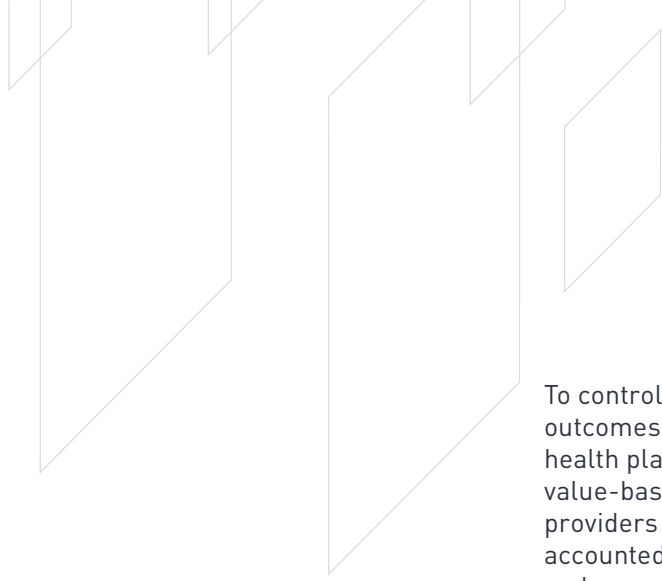 To control
outcomes
health pla
value-bas
providers
accounted